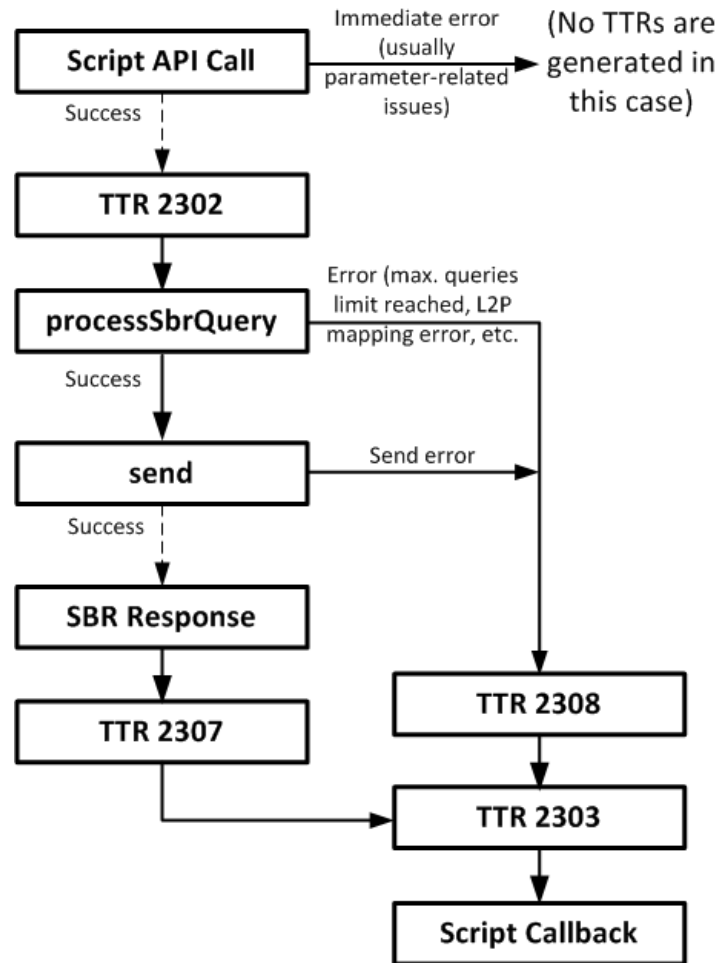 Script API Call
Immediate error
(usually
parameter-related
issues)
(No TTRs are
generated in
this case)
Success
TTR 2302
processSbrQuery
Error (max. queries
limit reached, L2P
mapping error, etc.
Success
send
Send error
Success
SBR Response
TTR 2307
TTR 2308
TTR 2303
Script Callback